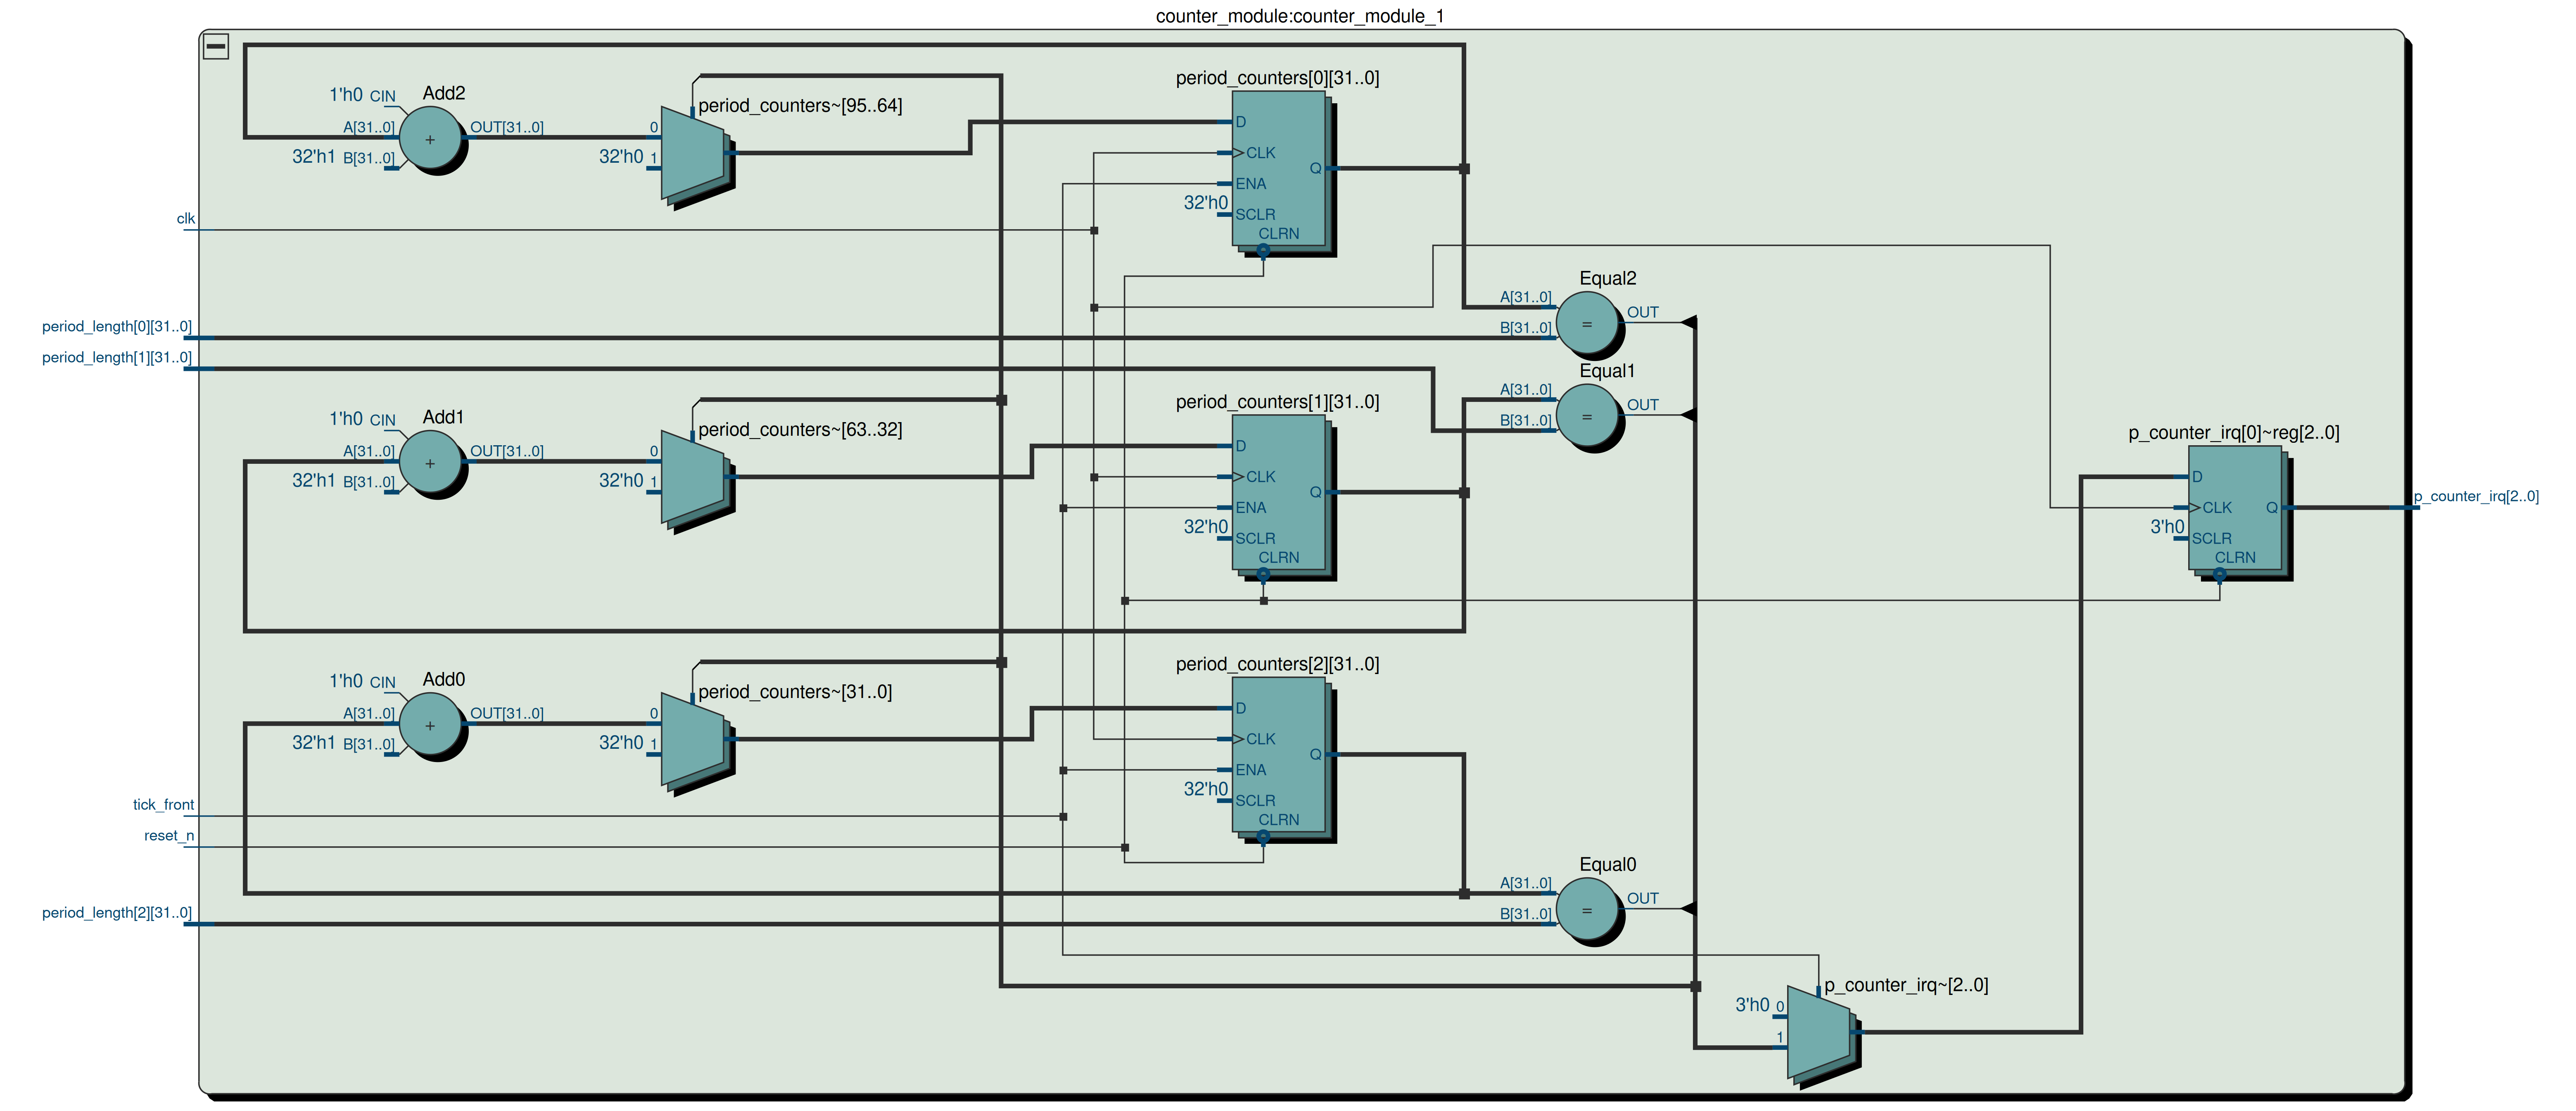 counter_module:counter_module_1
Add2
1'h0 CIN
A[31..0]
OUT[31..0]
32'h1 B[31..0]
+
period_counters~[95..64]
0
32'h0 1
period_counters[0][31..0]
D
CLK
ENA
32'h0
SCLR
CLRN
Q
clk
Equal2
A[31..0]
B[31..0]
=
OUT
period_length[0][31..0]
period_length[1][31..0]
Equal1
A[31..0]
B[31..0]
=
OUT
Add1
1'h0 CIN
A[31..0]
OUT[31..0]
32'h1 B[31..0]
+
period_counters~[63..32]
0
32'h0 1
period_counters[1][31..0]
D
CLK
ENA
32'h0
SCLR
CLRN
Q
p_counter_irq[0]~reg[2..0]
D
CLK
3'h0
SCLR
CLRN
Q
p_counter_irq[2..0]
Add0
1'h0 CIN
A[31..0]
OUT[31..0]
32'h1 B[31..0]
+
period_counters~[31..0]
0
32'h0 1
period_counters[2][31..0]
D
CLK
ENA
32'h0
SCLR
CLRN
Q
tick_front
reset_n
Equal0
A[31..0]
B[31..0]
=
OUT
period_length[2][31..0]
p_counter_irq~[2..0]
3'h0 0
1